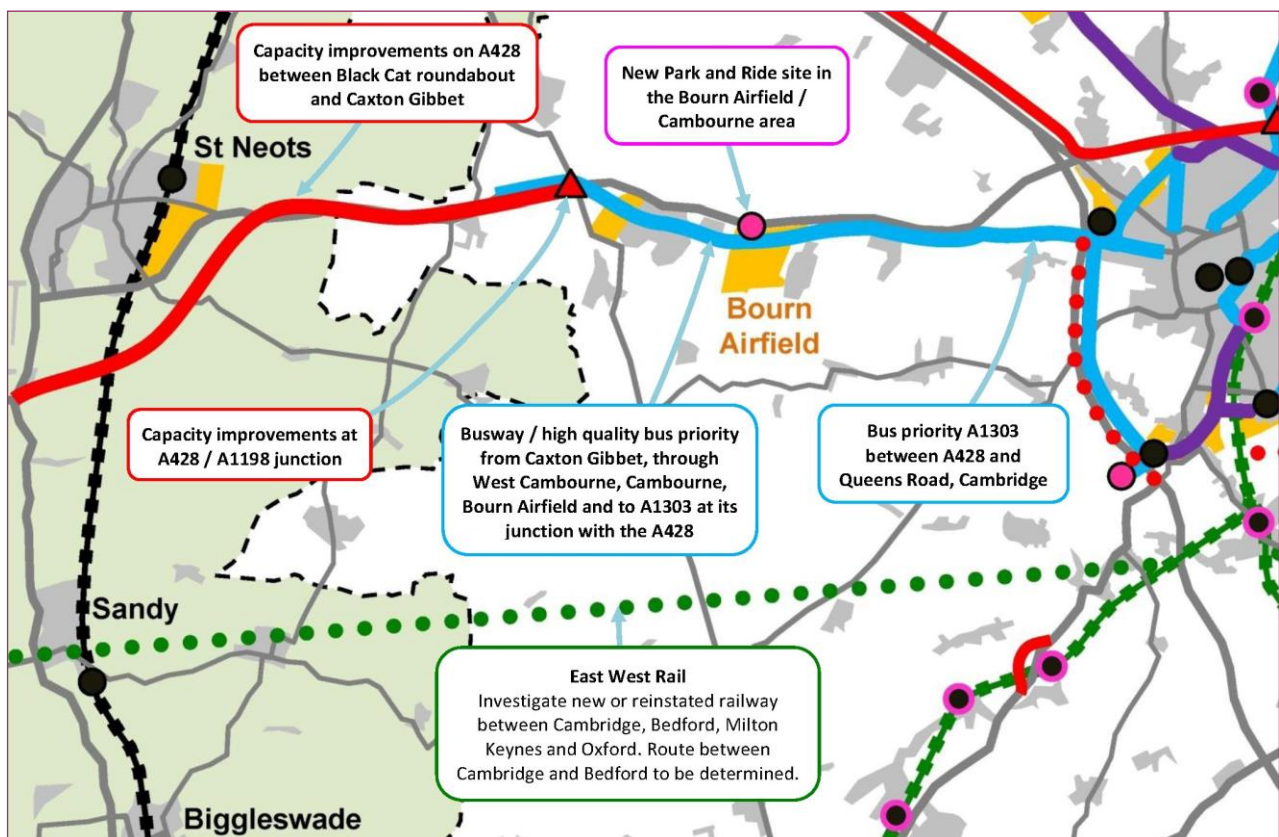 Capacity improvements on A428
between Black Cat roundabout
and Caxton Gibbet
New Park and Ride site in
the Bourn Airfield /
Cambourne area
St Neots
Bourn
Airfield
Capacity improvements at
A428 / A1198 junction
Busway / high quality bus priority
from Caxton Gibbet, through
West Cambourne, Cambourne,
Bourn Airfield and to A1303 at its
junction with the A428
Bus priority A1303
between A428 and
Queens Road, Cambridge
Sandy
East West Rail
Investigate new or reinstated railway
between Cambridge, Bedford, Milton
Keynes and Oxford. Route between
Cambridge and Bedford to be determined.
Biggleswade